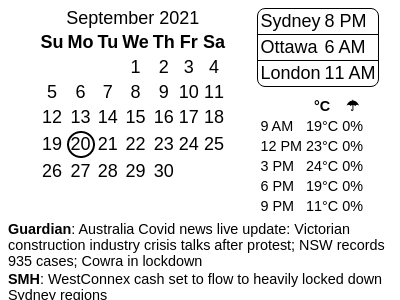 September 2021
Su Mo Tu We Th Fr Sa
1 2 3 4
5 6 7 8 9 10 11
12 13 14 15 16 17 18
19 20 21 22 23 24 25
26 27 28 29 30
Sydney 8 PM
Ottawa 6 AM
London 11 AM
°C ☂
9 AM 19°C 0%
12 PM 23°C 0%
3 PM 24°C 0%
6 PM 19°C 0%
9 PM 11°C 0%
Guardian: Australia Covid news live update: Victorian
construction industry crisis talks after protest; NSW records
935 cases; Cowra in lockdown
SMH: WestConnex cash set to flow to heavily locked down
Sydney regions